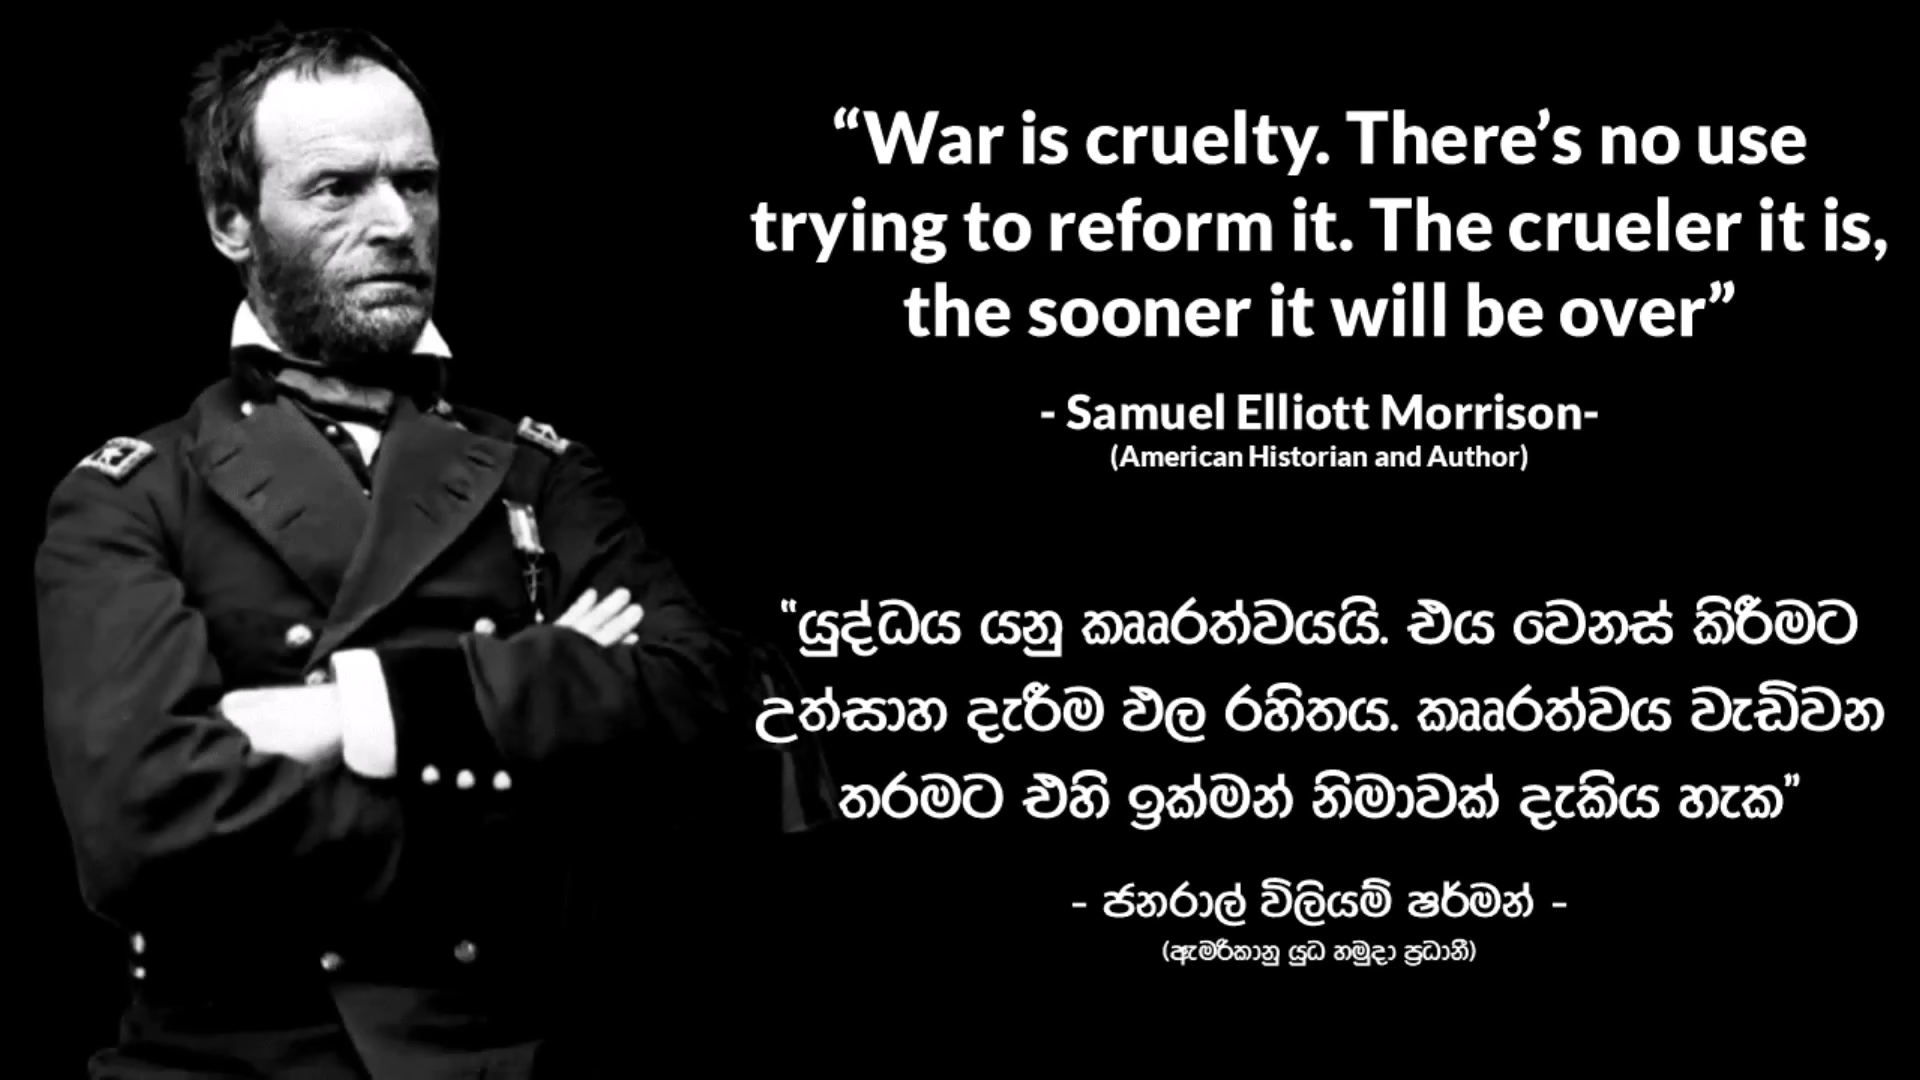 “War is cruelty. There’s no use
trying to reform it. The crueler it is,
the sooner it will be over”
- Samuel Elliott Morrison-
(American Historian and Author)
“යුද්ධය යනු කෲරත්වයයි. එය වෙනස් කිරීමට
උත්සාහ දැරීම ඵල රහිතය. කෲරත්වය වැඩිවන
තරමට එහි ඉක්මන් නිමාවක් දැකිය හැක”
- ජනරාල් විලියම් ෂර්මන් -
(ඇමරිකානු යුධ හමුදා ප්‍රධානී)